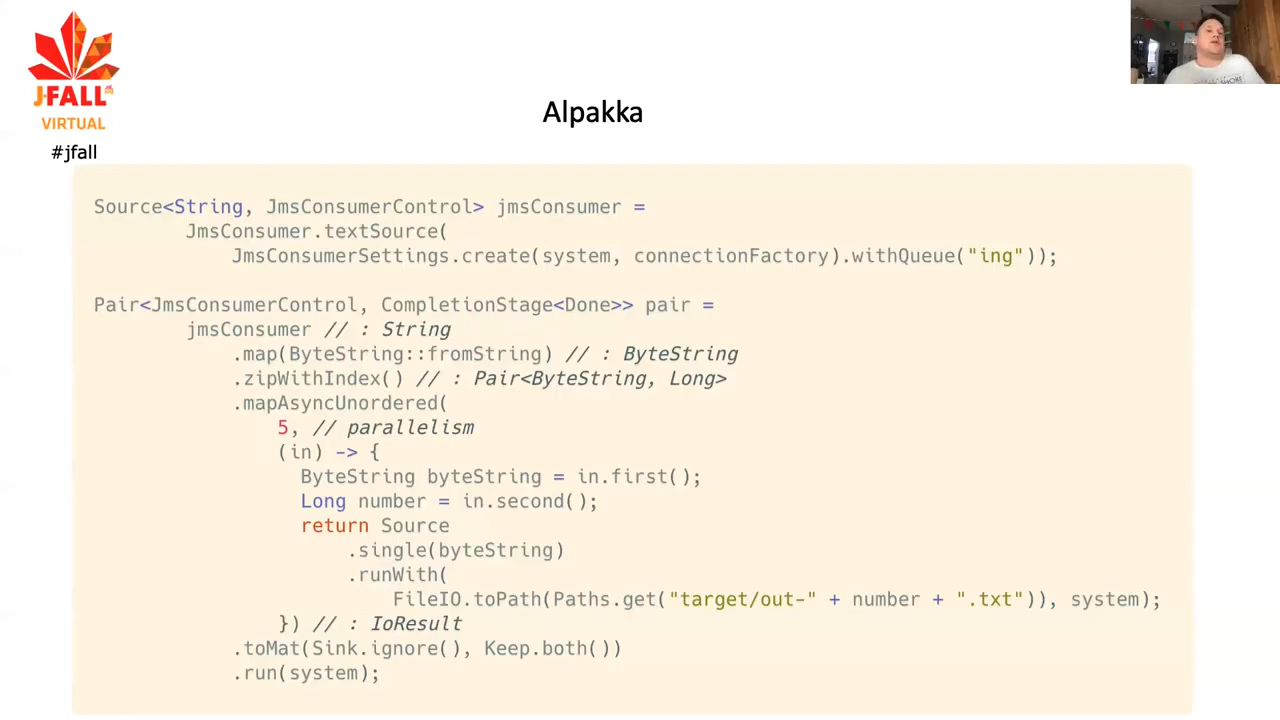 J-FALL
VIRTUAL
#jfall
Alpakka
Source<String, JmsConsumerControl> jmsConsumer =
JmsConsumer.textSource(
JmsConsumerSettings.create(system, connectionFactory).withQueue("ing"));
Pair<JmsConsumerControl, CompletionStage<Done>> pair =
jmsConsumer // : String
.map(ByteString::fromString) // : ByteString
.zipWithIndex() // : Pair<ByteString, Long>
.mapAsyncUnordered(
5, // parallelism
(in) -> {
ByteString byteString = in.first();
Long number = in.second();
return Source
.single(byteString)
.runWith(
FileIO.toPath(Paths.get("target/out-" + number + ".txt")), system);
}) // : IoResult
.toMat(Sink.ignore(), Keep.both())
.run(system);